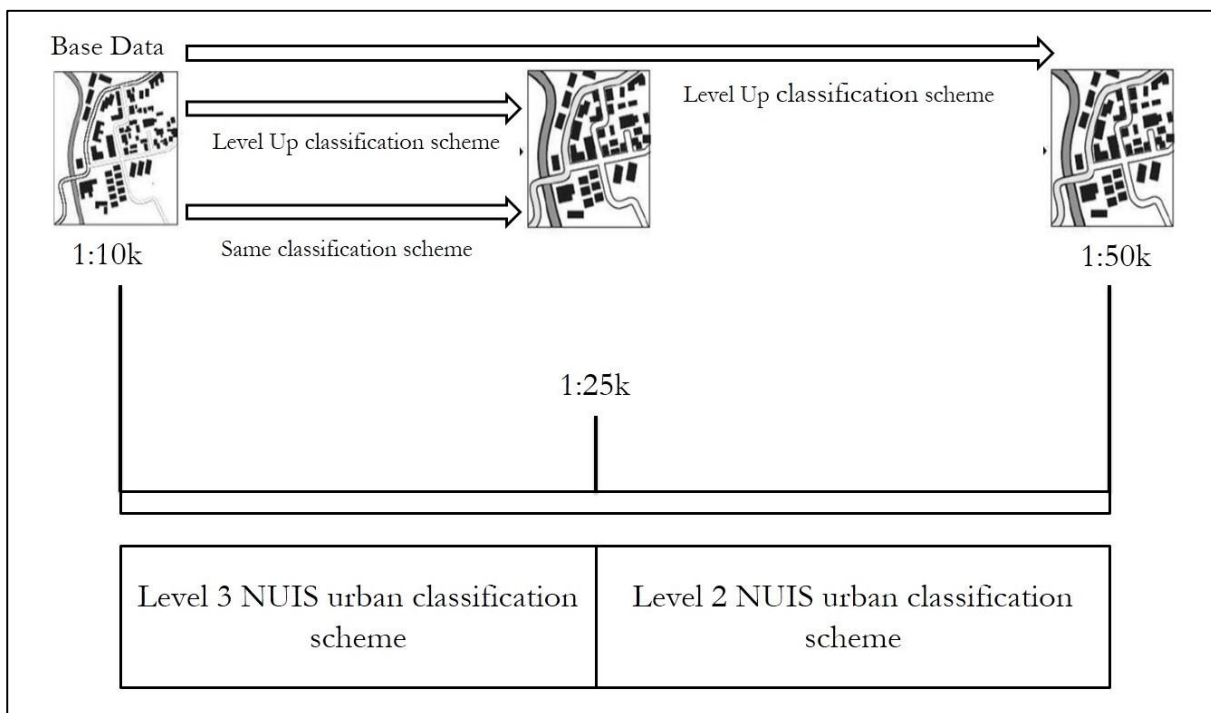 Base Data
Level Up classification scheme
Level Up classification scheme
Same classification scheme
1:10k
1:50k
1:25k
Level 3 NUIS urban classification
scheme
Level 2 NUIS urban classification
scheme